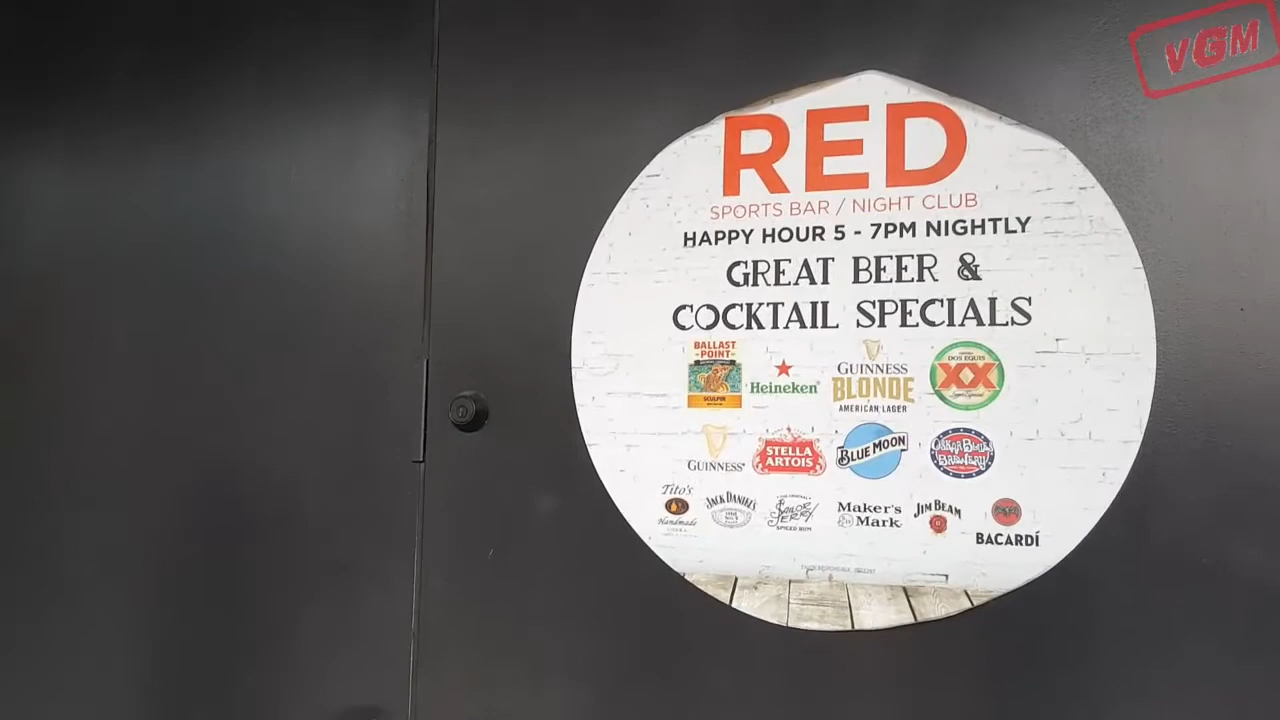 VGM
RED
SPORTS BAR / NIGHT CLUB
HAPPY HOUR 5 - 7PM NIGHTLY
GREAT BEER &
COCKTAIL SPECIALS
BALLAST
POINT
SCULPIN
Heineken
GUINNESS
BLONDE
AMERICAN LAGER
DOS EQUIS
XX
GUINNESS
STELLA
ARTOIS
BLUE MOON
OSKAR BLUES
BREWERY
Tito's
Handmade
JACK DANIEL'S
SAILOR
JERRY
SPICED RUM
Maker's
Mark
JIM BEAM
BACARDÍ